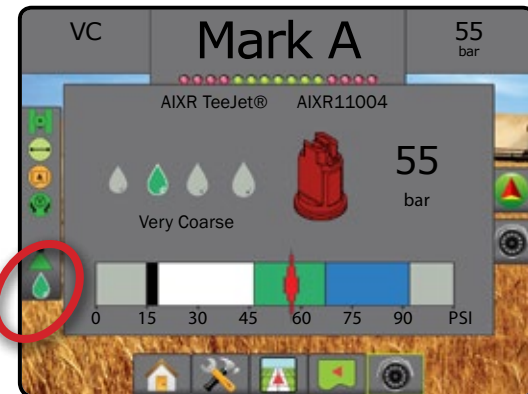 VC Mark A 55
bar
AIXR TeeJet® AIXR11004
55
bar
Very Coarse
0 15 30 45 60 75 90 PSI